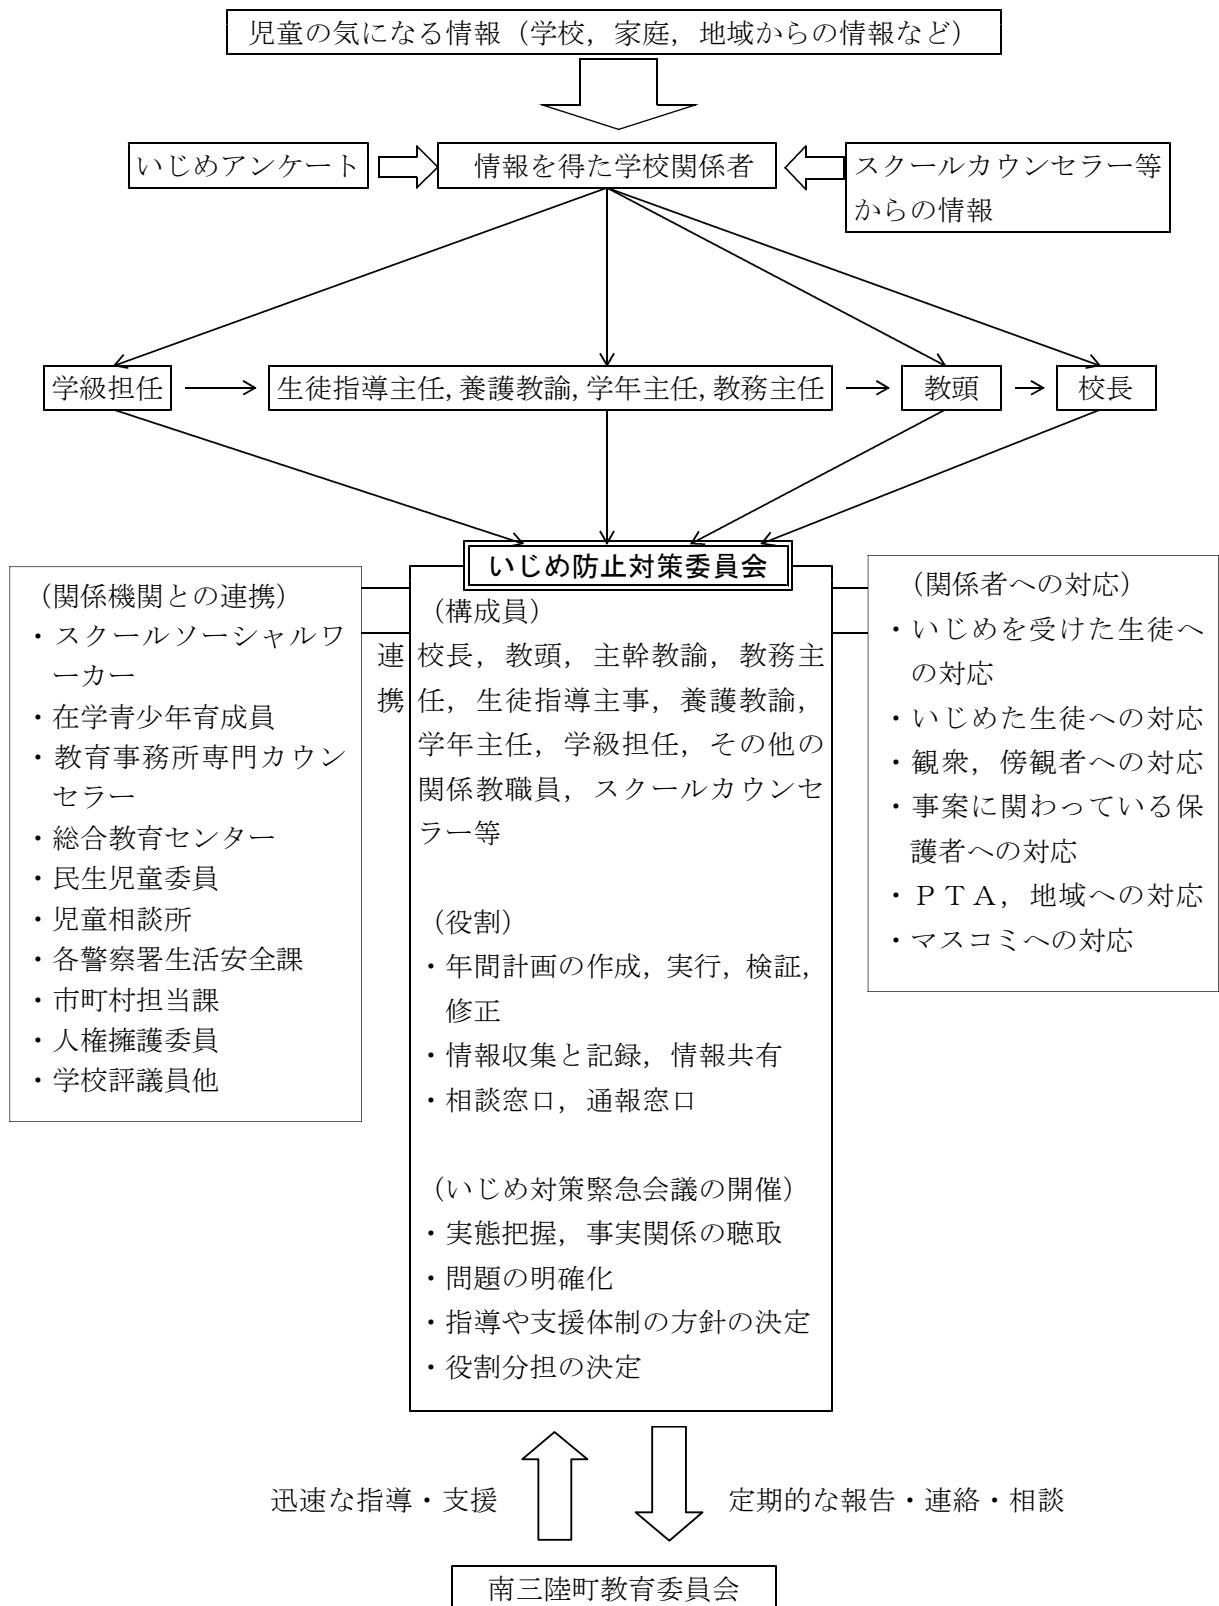 児童の気になる情報（学校，家庭，地域からの情報など）
いじめアンケート
情報を得た学校関係者
スクールカウンセラー等
からの情報
学級担任
生徒指導主任，養護教諭，学年主任，教務主任
教頭
校長
いじめ防止対策委員会
（関係機関との連携）
・スクールソーシャルワ
ーカー
・在学青少年育成員
・教育事務所専門カウン
セラー
・総合教育センター
・民生児童委員
・児童相談所
・各警察署生活安全課
・市町村担当課
・人権擁護委員
・学校評議員他
連
携
（構成員）
校長，教頭，主幹教諭，教務主
任，生徒指導主事，養護教諭，
学年主任，学級担任，その他の
関係教職員，スクールカウンセ
ラー等
（役割）
・年間計画の作成，実行，検証，
修正
・情報収集と記録，情報共有
・相談窓口，通報窓口
（いじめ対策緊急会議の開催）
・実態把握，事実関係の聴取
・問題の明確化
・指導や支援体制の方針の決定
・役割分担の決定
（関係者への対応）
・いじめを受けた生徒へ
の対応
・いじめた生徒への対応
・観衆，傍観者への対応
・事案に関わっている保
護者への対応
・ＰＴＡ，地域への対応
・マスコミへの対応
迅速な指導・支援
定期的な報告・連絡・相談
南三陸町教育委員会